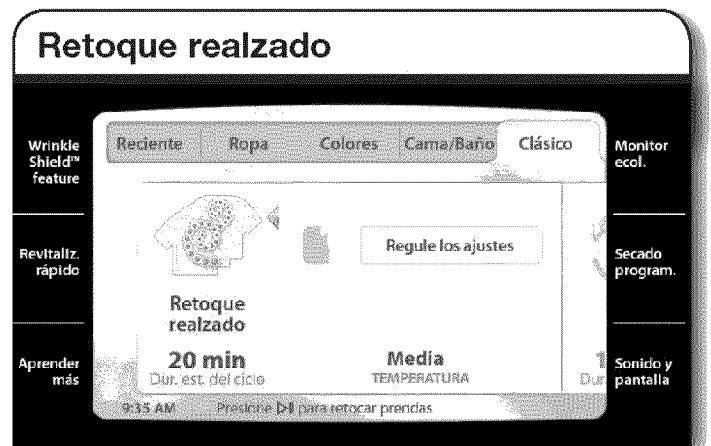 Retoque realzado
Wrinkle
Shield™
feature
Revitaliz.
rápido
Aprender
más
Reciente Ropa Colores Cama/Baño Clásico
Regule los ajustes
Retoque
realzado
20 min
Dur. est. del ciclo
Media
TEMPERATURA
1
Dur
9:35 AM Presione ▷‖ para retocar prendas
Monitor
ecol.
Secado
program.
Sonido y
pantalla